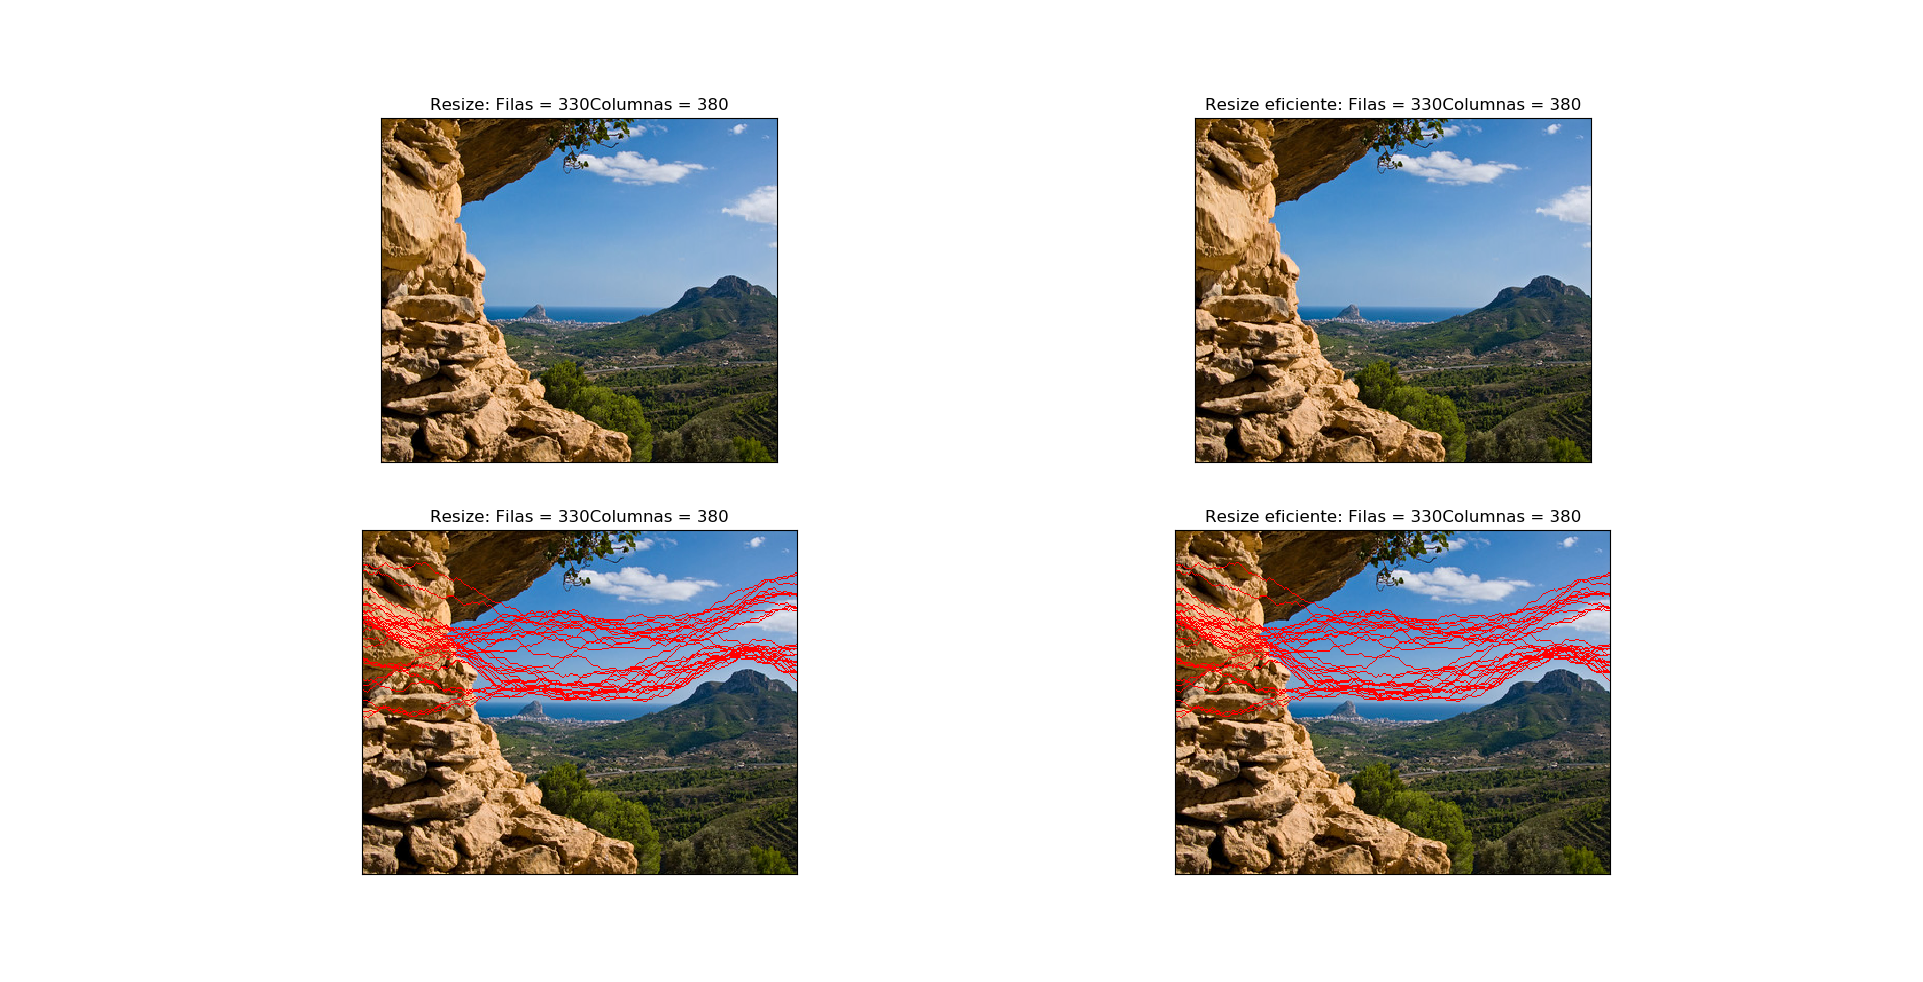 Resize: Filas = 330Columnas = 380
Resize eficiente: Filas = 330Columnas = 380
Resize: Filas = 330Columnas = 380
Resize eficiente: Filas = 330Columnas = 380